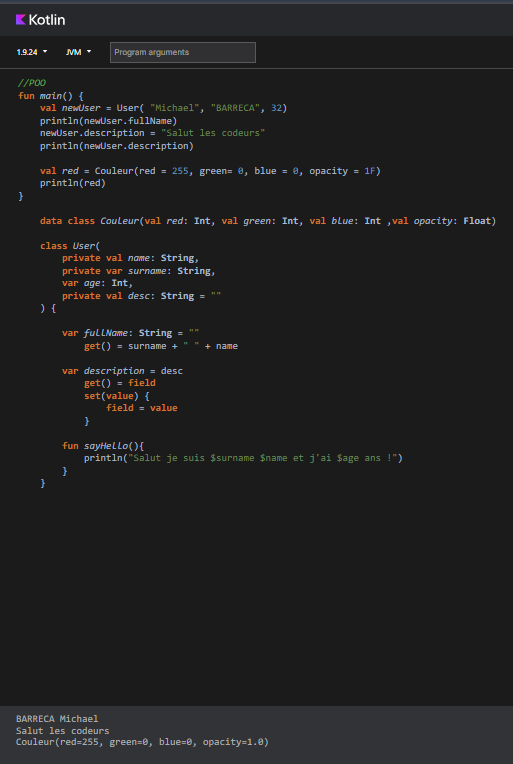 Kotlin
1.9.24 JVM Program arguments
//POO
fun main() {
    val newUser = User( "Michael", "BARRECA", 32)
    println(newUser.fullName)
    newUser.description = "Salut les codeurs"
    println(newUser.description)

    val red = Couleur(red = 255, green= 0, blue = 0, opacity = 1F)
    println(red)
}

    data class Couleur(val red: Int, val green: Int, val blue: Int ,val opacity: Float)

    class User(
        private val name: String,
        private var surname: String,
        var age: Int,
        private val desc: String = ""
    ) {

        var fullName: String = ""
            get() = surname + " " + name

        var description = desc
            get() = field
            set(value) {
                field = value
            }

        fun sayHello(){
            println("Salut je suis $surname $name et j'ai $age ans !")
        }
    }
BARRECA Michael
Salut les codeurs
Couleur(red=255, green=0, blue=0, opacity=1.0)